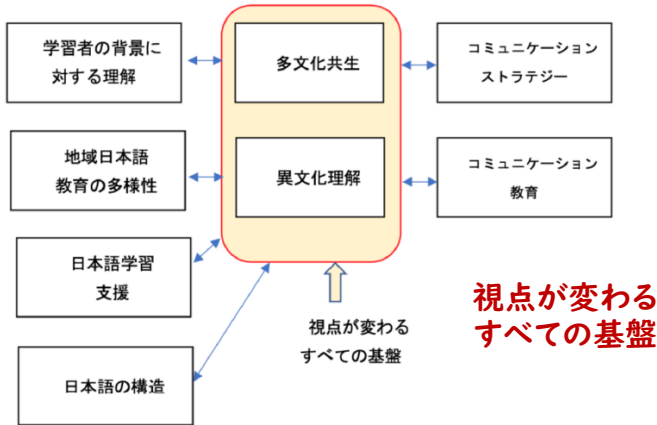 学習者の背景に
対する理解
多文化共生
コミュニケーション
ストラテジー
地域日本語
教育の多様性
異文化理解
コミュニケーション
教育
日本語学習
支援
視点が変わる
すべての基盤
視点が変わる
すべての基盤
日本語の構造